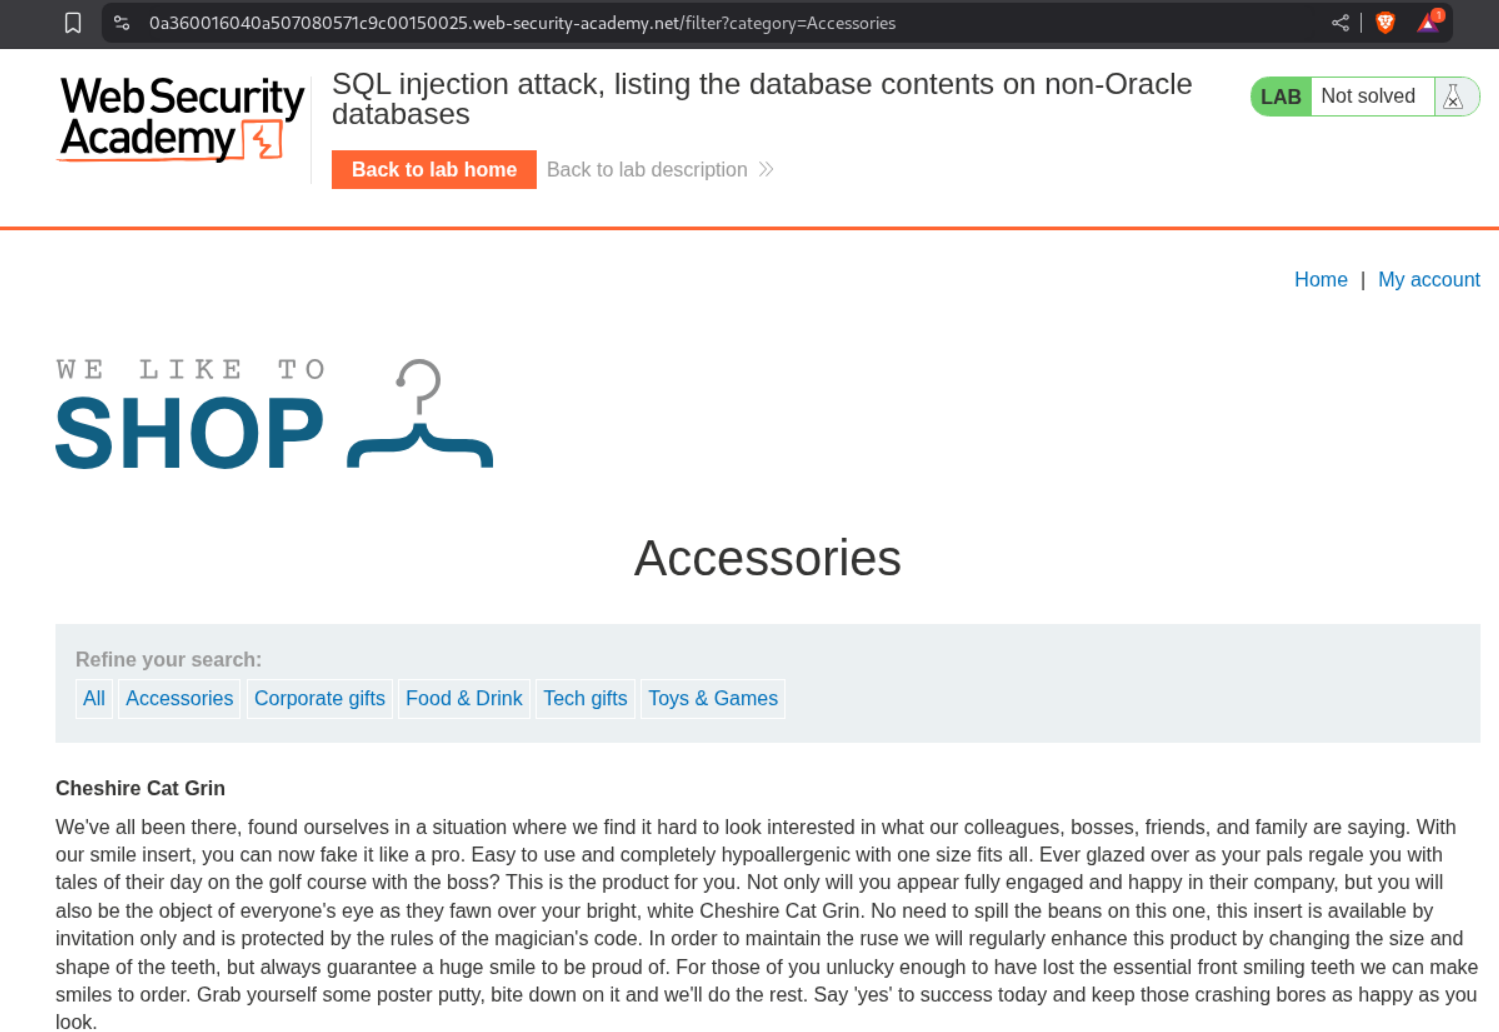 0a360016040a507080571c9c00150025.web-security-academy.net/filter?category=Accessories
1
Web Security
Academy
SQL injection attack, listing the database contents on non-Oracle
databases
LAB Not solved
Back to lab home Back to lab description
Home | My account
WE LIKE TO
SHOP
Accessories
Refine your search:
All Accessories Corporate gifts Food & Drink Tech gifts Toys & Games
Cheshire Cat Grin
We've all been there, found ourselves in a situation where we find it hard to look interested in what our colleagues, bosses, friends, and family are saying. With
our smile insert, you can now fake it like a pro. Easy to use and completely hypoallergenic with one size fits all. Ever glazed over as your pals regale you with
tales of their day on the golf course with the boss? This is the product for you. Not only will you appear fully engaged and happy in their company, but you will
also be the object of everyone's eye as they fawn over your bright, white Cheshire Cat Grin. No need to spill the beans on this one, this insert is available by
invitation only and is protected by the rules of the magician's code. In order to maintain the ruse we will regularly enhance this product by changing the size and
shape of the teeth, but always guarantee a huge smile to be proud of. For those of you unlucky enough to have lost the essential front smiling teeth we can make
smiles to order. Grab yourself some poster putty, bite down on it and we'll do the rest. Say 'yes' to success today and keep those crashing bores as happy as you
look.